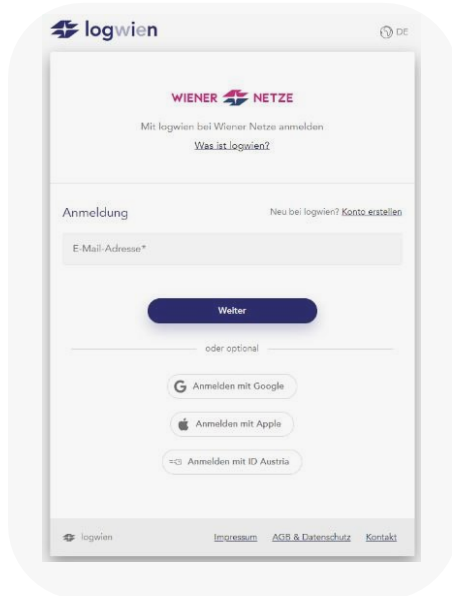 logwien
DE
WIENER NETZE
Mit logwien bei Wiener Netze anmelden
Was ist logwien?
Anmeldung
Neu bei logwien? Konto erstellen
E-Mail-Adresse*
Weiter
oder optional
Anmelden mit Google
Anmelden mit Apple
Anmelden mit ID Austria
logwien
Impressum AGB & Datenschutz Kontakt